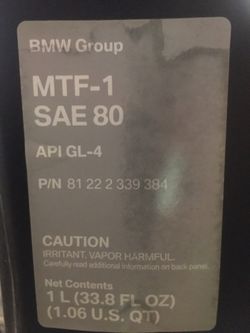 BMW Group
MTF-1
SAE 80
API GL-4
P/N 81 22 2 339 384
CAUTION
IRRITANT. VAPOR HARMFUL.
Carefully read additional information on back panel.
Net Contents
1 L (33.8 FL OZ)
(1.06 U.S. QT)